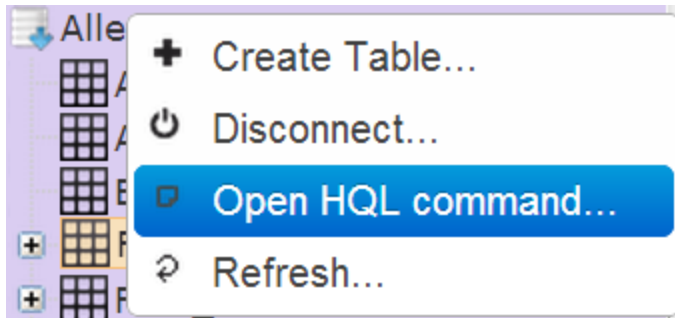 Alle
Create Table...
Disconnect...
Open HQL command...
Refresh...